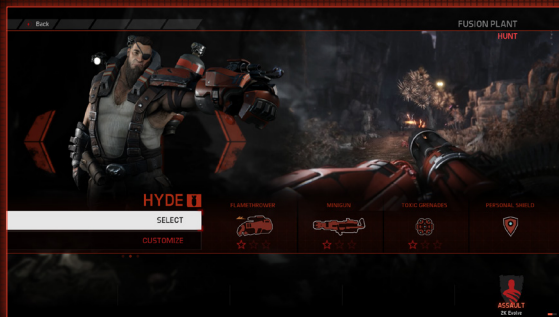 Back
FUSION PLANT
HUNT
HYDE
SELECT
CUSTOMIZE
FLAMETHROWER
MINIGUN
TOXIC GRENADES
PERSONAL SHIELD
ASSAULT
2K Evolve